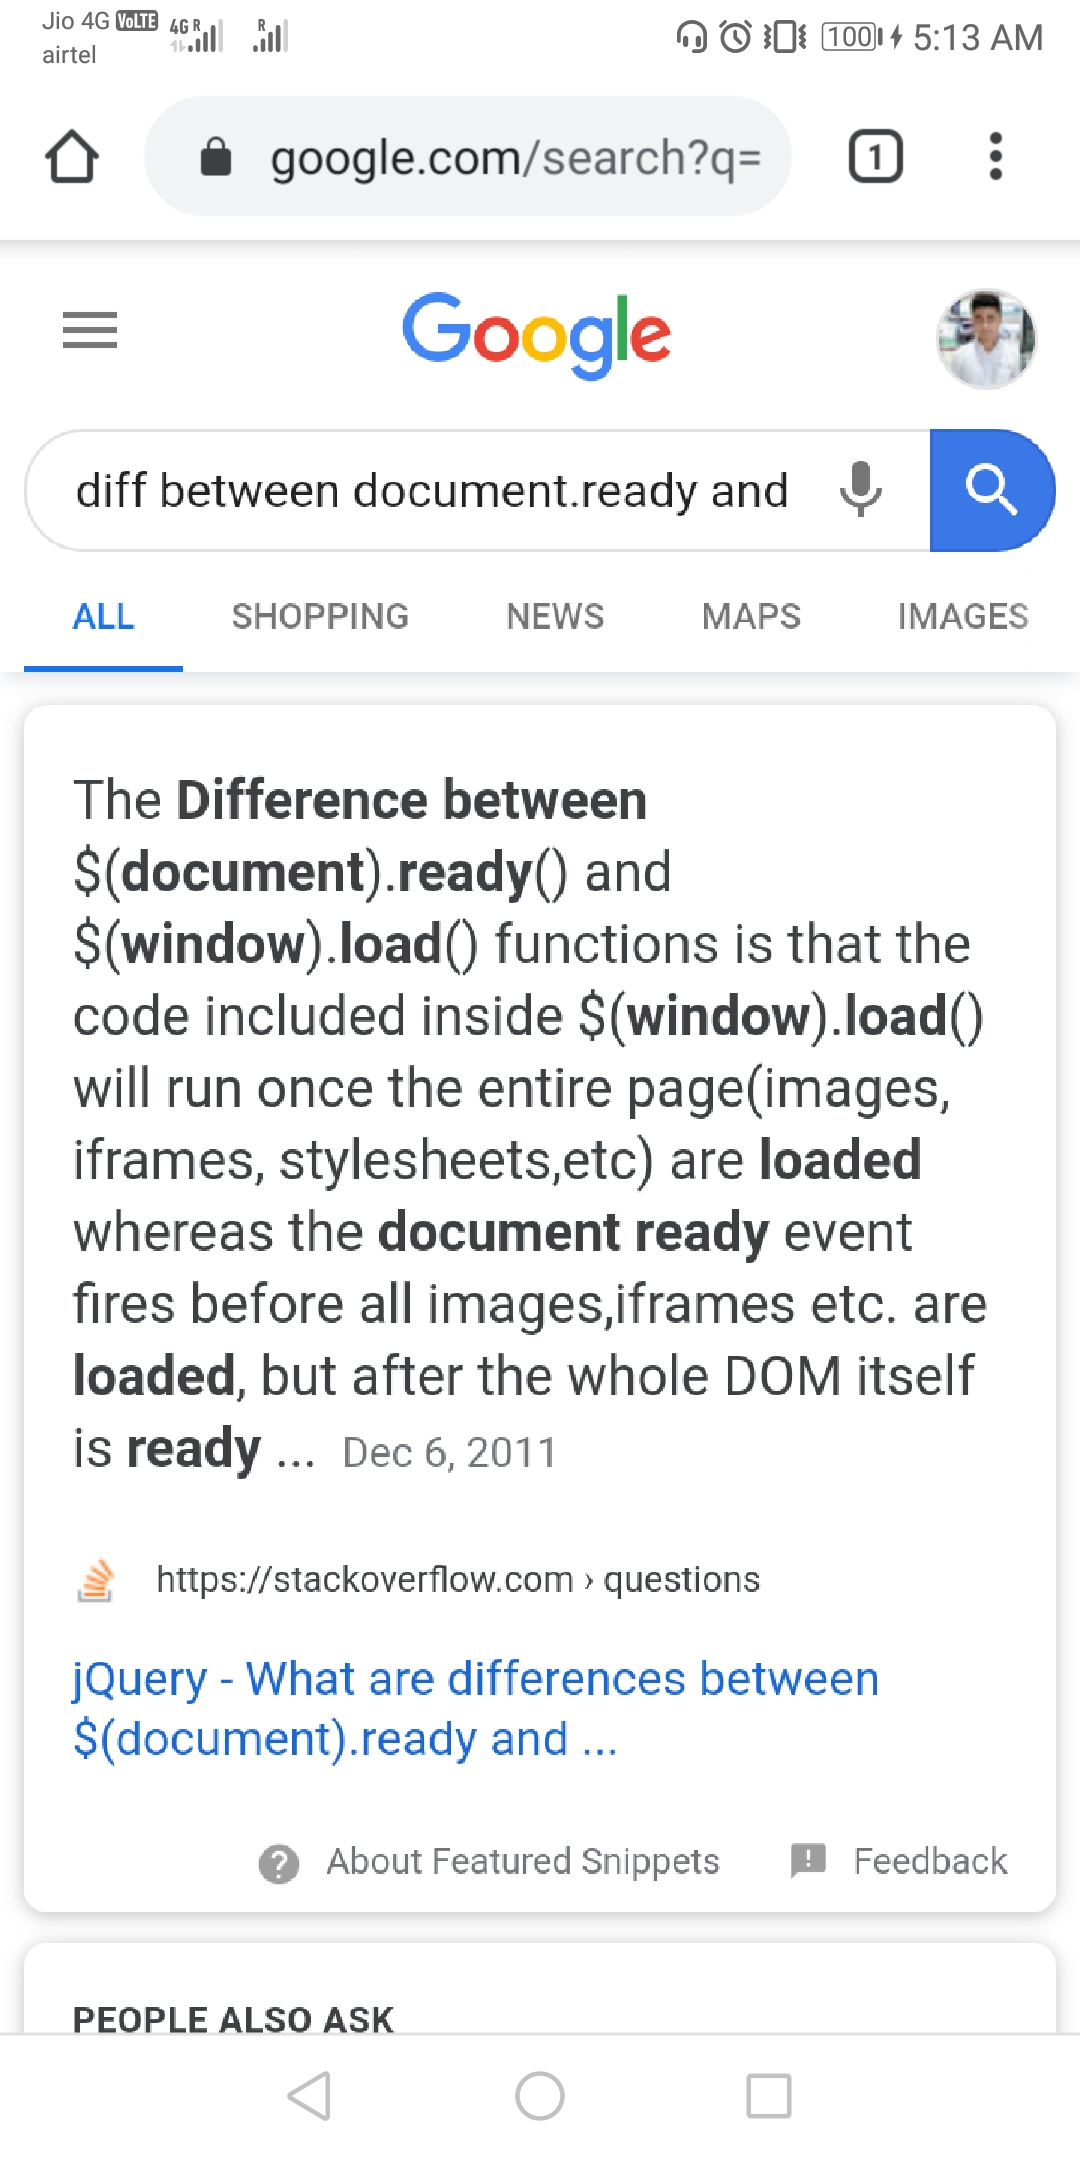 Jio 4G VoLTE 4G R R 100 5:13 AM
airtel
google.com/search?q= 1
Google
diff between document.ready and
ALL SHOPPING NEWS MAPS IMAGES
The Difference between
$(document).ready() and
$(window).load() functions is that the
code included inside $(window).load()
will run once the entire page(images,
iframes, stylesheets,etc) are loaded
whereas the document ready event
fires before all images,iframes etc. are
loaded, but after the whole DOM itself
is ready ... Dec 6, 2011
https://stackoverflow.com › questions
jQuery - What are differences between
$(document).ready and ...
About Featured Snippets Feedback
PEOPLE ALSO ASK